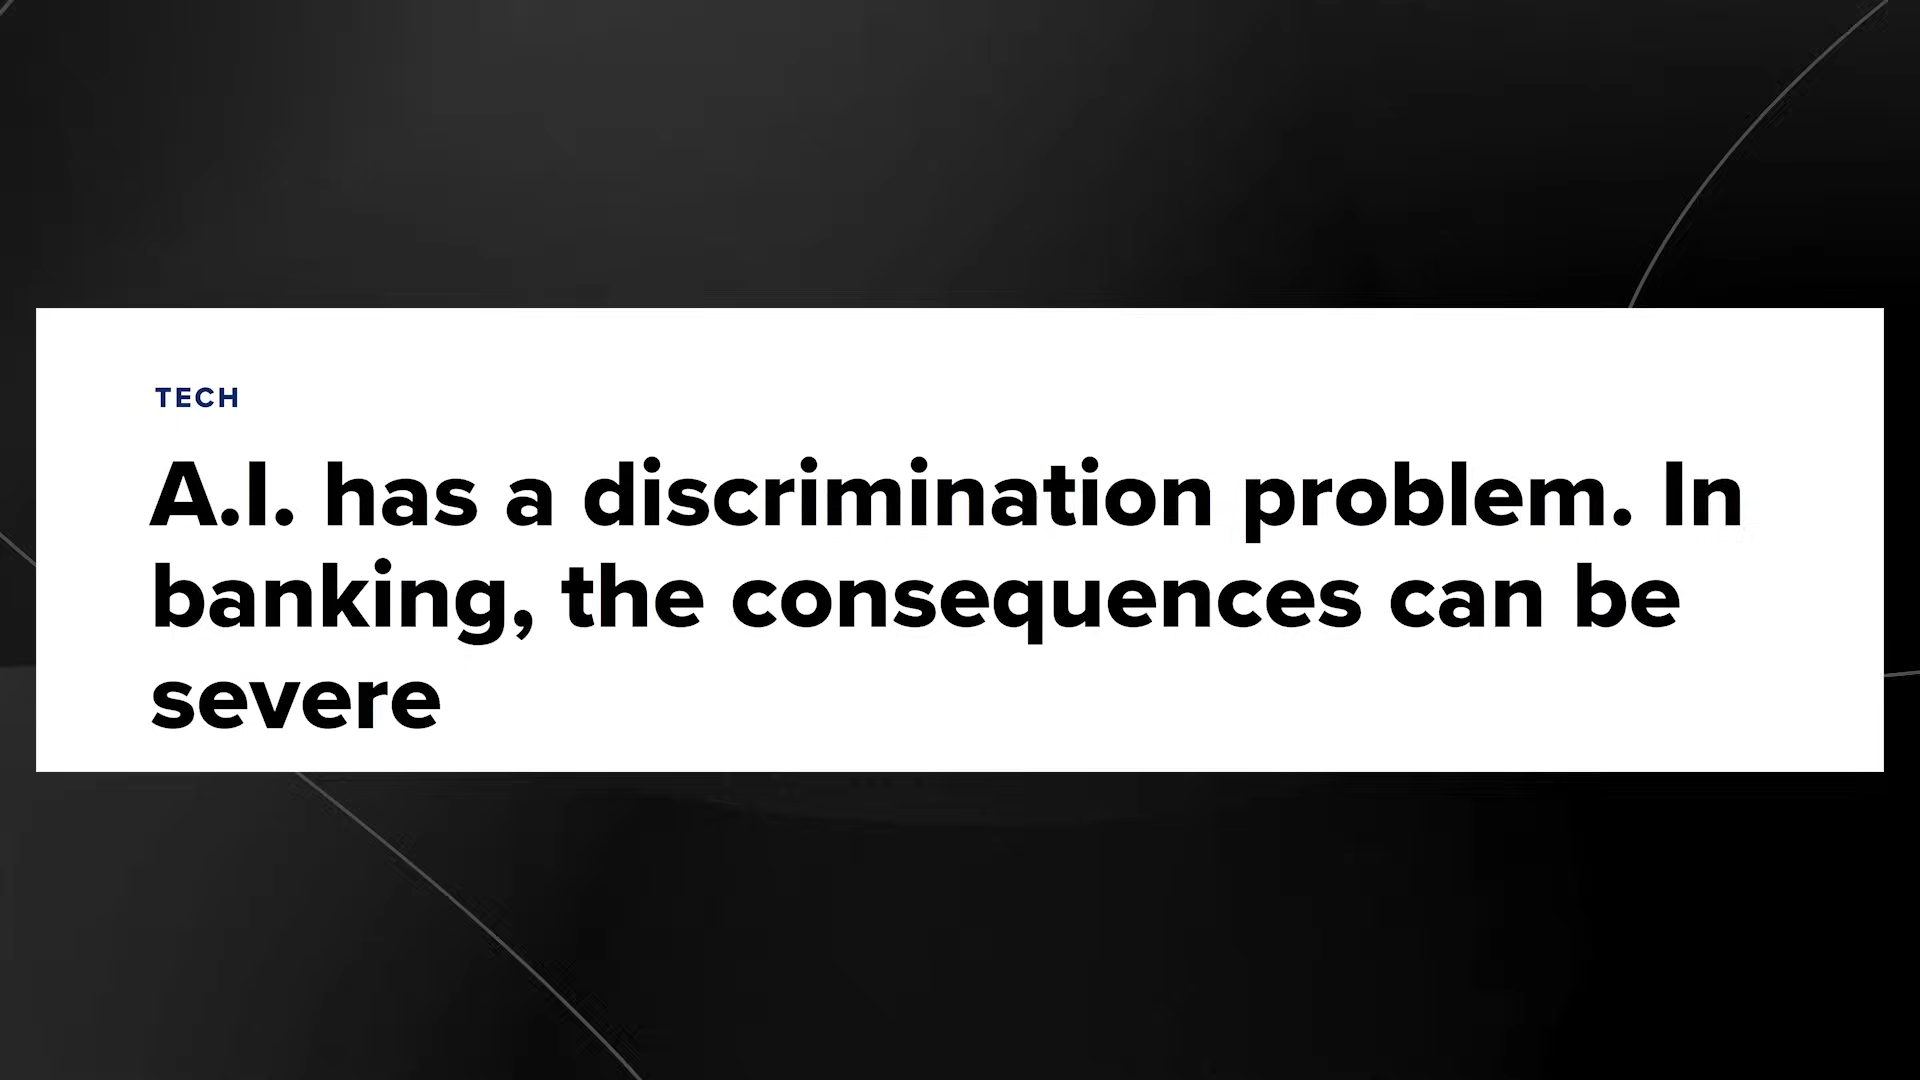 TECH
A.I. has a discrimination problem. In
banking, the consequences can be
severe